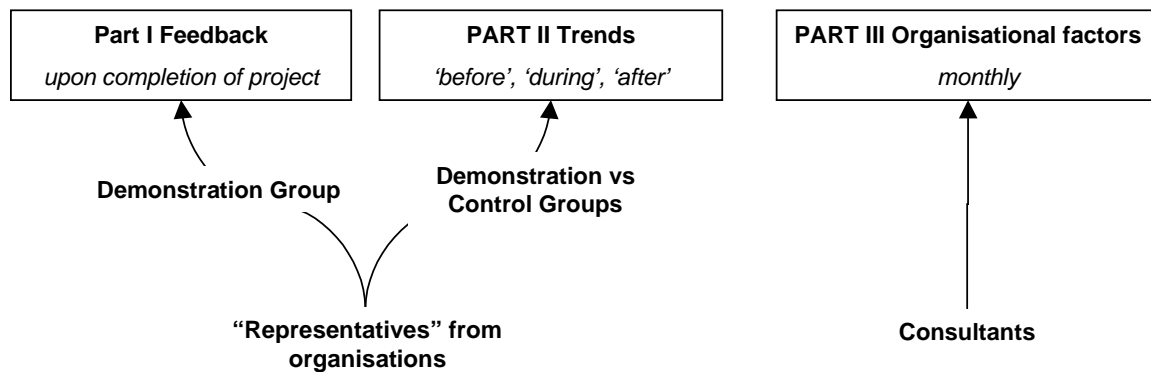 Part I Feedback
upon completion of project
PART II Trends
‘before’, ‘during’, ‘after’
PART III Organisational factors
monthly
Demonstration Group
Demonstration vs
Control Groups
“Representatives” from
organisations
Consultants